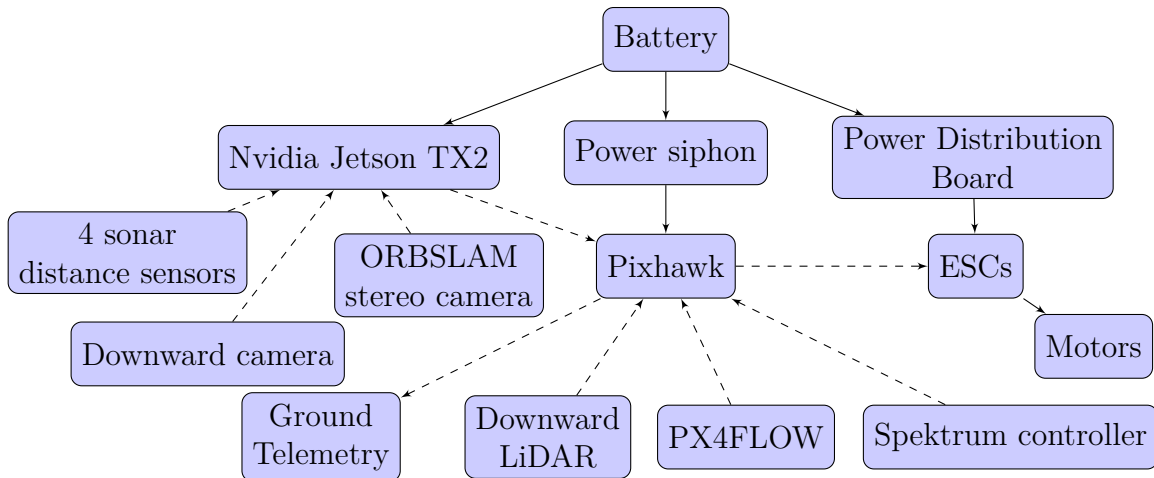 Battery
Nvidia Jetson TX2
Power siphon
Power Distribution
Board
4 sonar
distance sensors
ORBSLAM
stereo camera
Pixhawk
ESCs
Downward camera
Motors
Ground
Telemetry
Downward
LiDAR
PX4FLOW
Spektrum controller